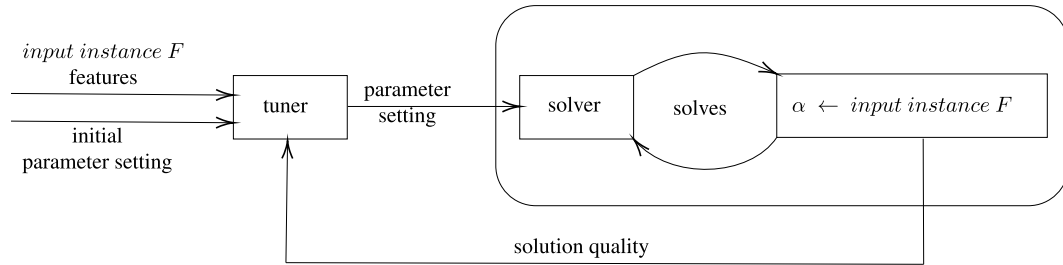 input instance F
features
initial
parameter setting
tuner
parameter
setting
solver
solves
α ← input instance F
solution quality